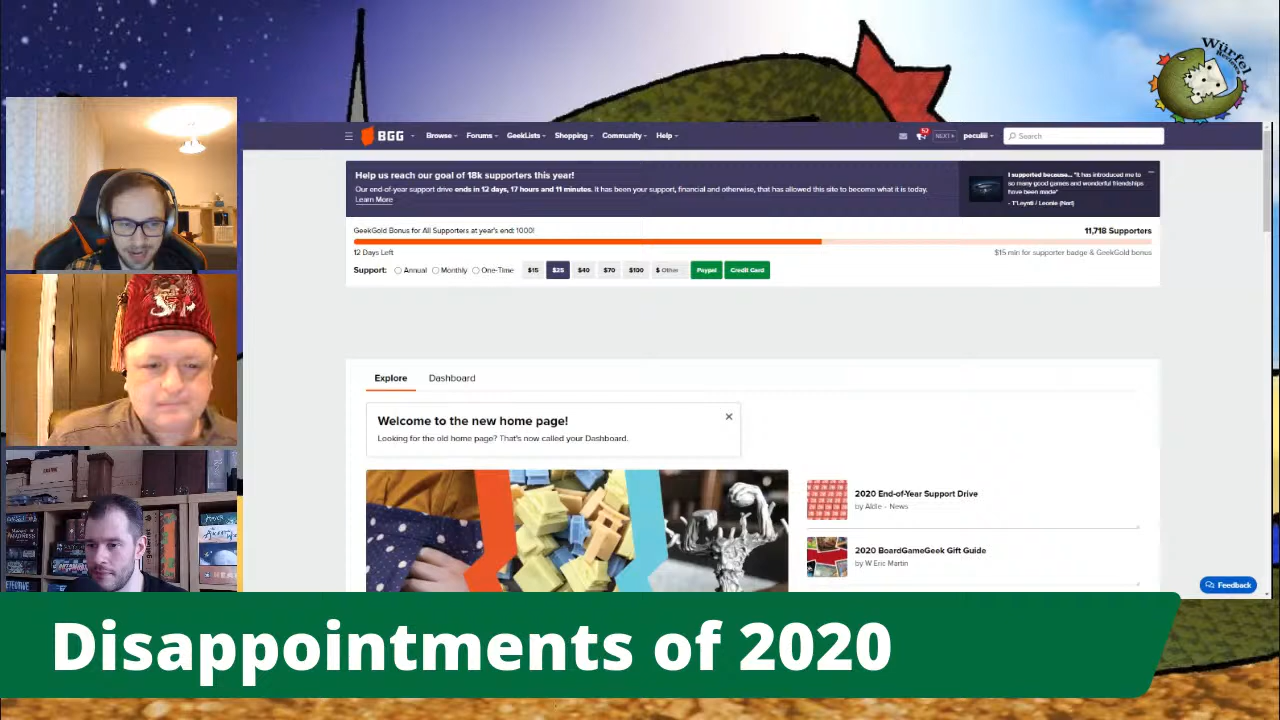 Würfel
BGG
Browse
Forums
GeekLists
Shopping
Community
Help
52
NEXT
peculiii
Search
Help us reach our goal of 18k supporters this year!
Our end-of-year support drive ends in 12 days, 17 hours and 11 minutes. It has been your support, financial and otherwise, that has allowed this site to become what it is today.
Learn More
I supported because... "It has introduced me to
so many good games and wonderful friendships
have been made"
- T'Leynti / Leonie (Nori)
GeekGold Bonus for All Supporters at year's end: 1000!
11,718 Supporters
12 Days Left
$15 min for supporter badge & GeekGold bonus
Support: Annual Monthly One-Time $15 $25 $40 $70 $100 $ Other Paypal Credit Card
Explore Dashboard
Welcome to the new home page!
Looking for the old home page? That's now called your Dashboard.
2020 End-of-Year Support Drive
by Aldie - News
2020 BoardGameGeek Gift Guide
by W Eric Martin
Feedback
MADNESS
Disappointments of 2020